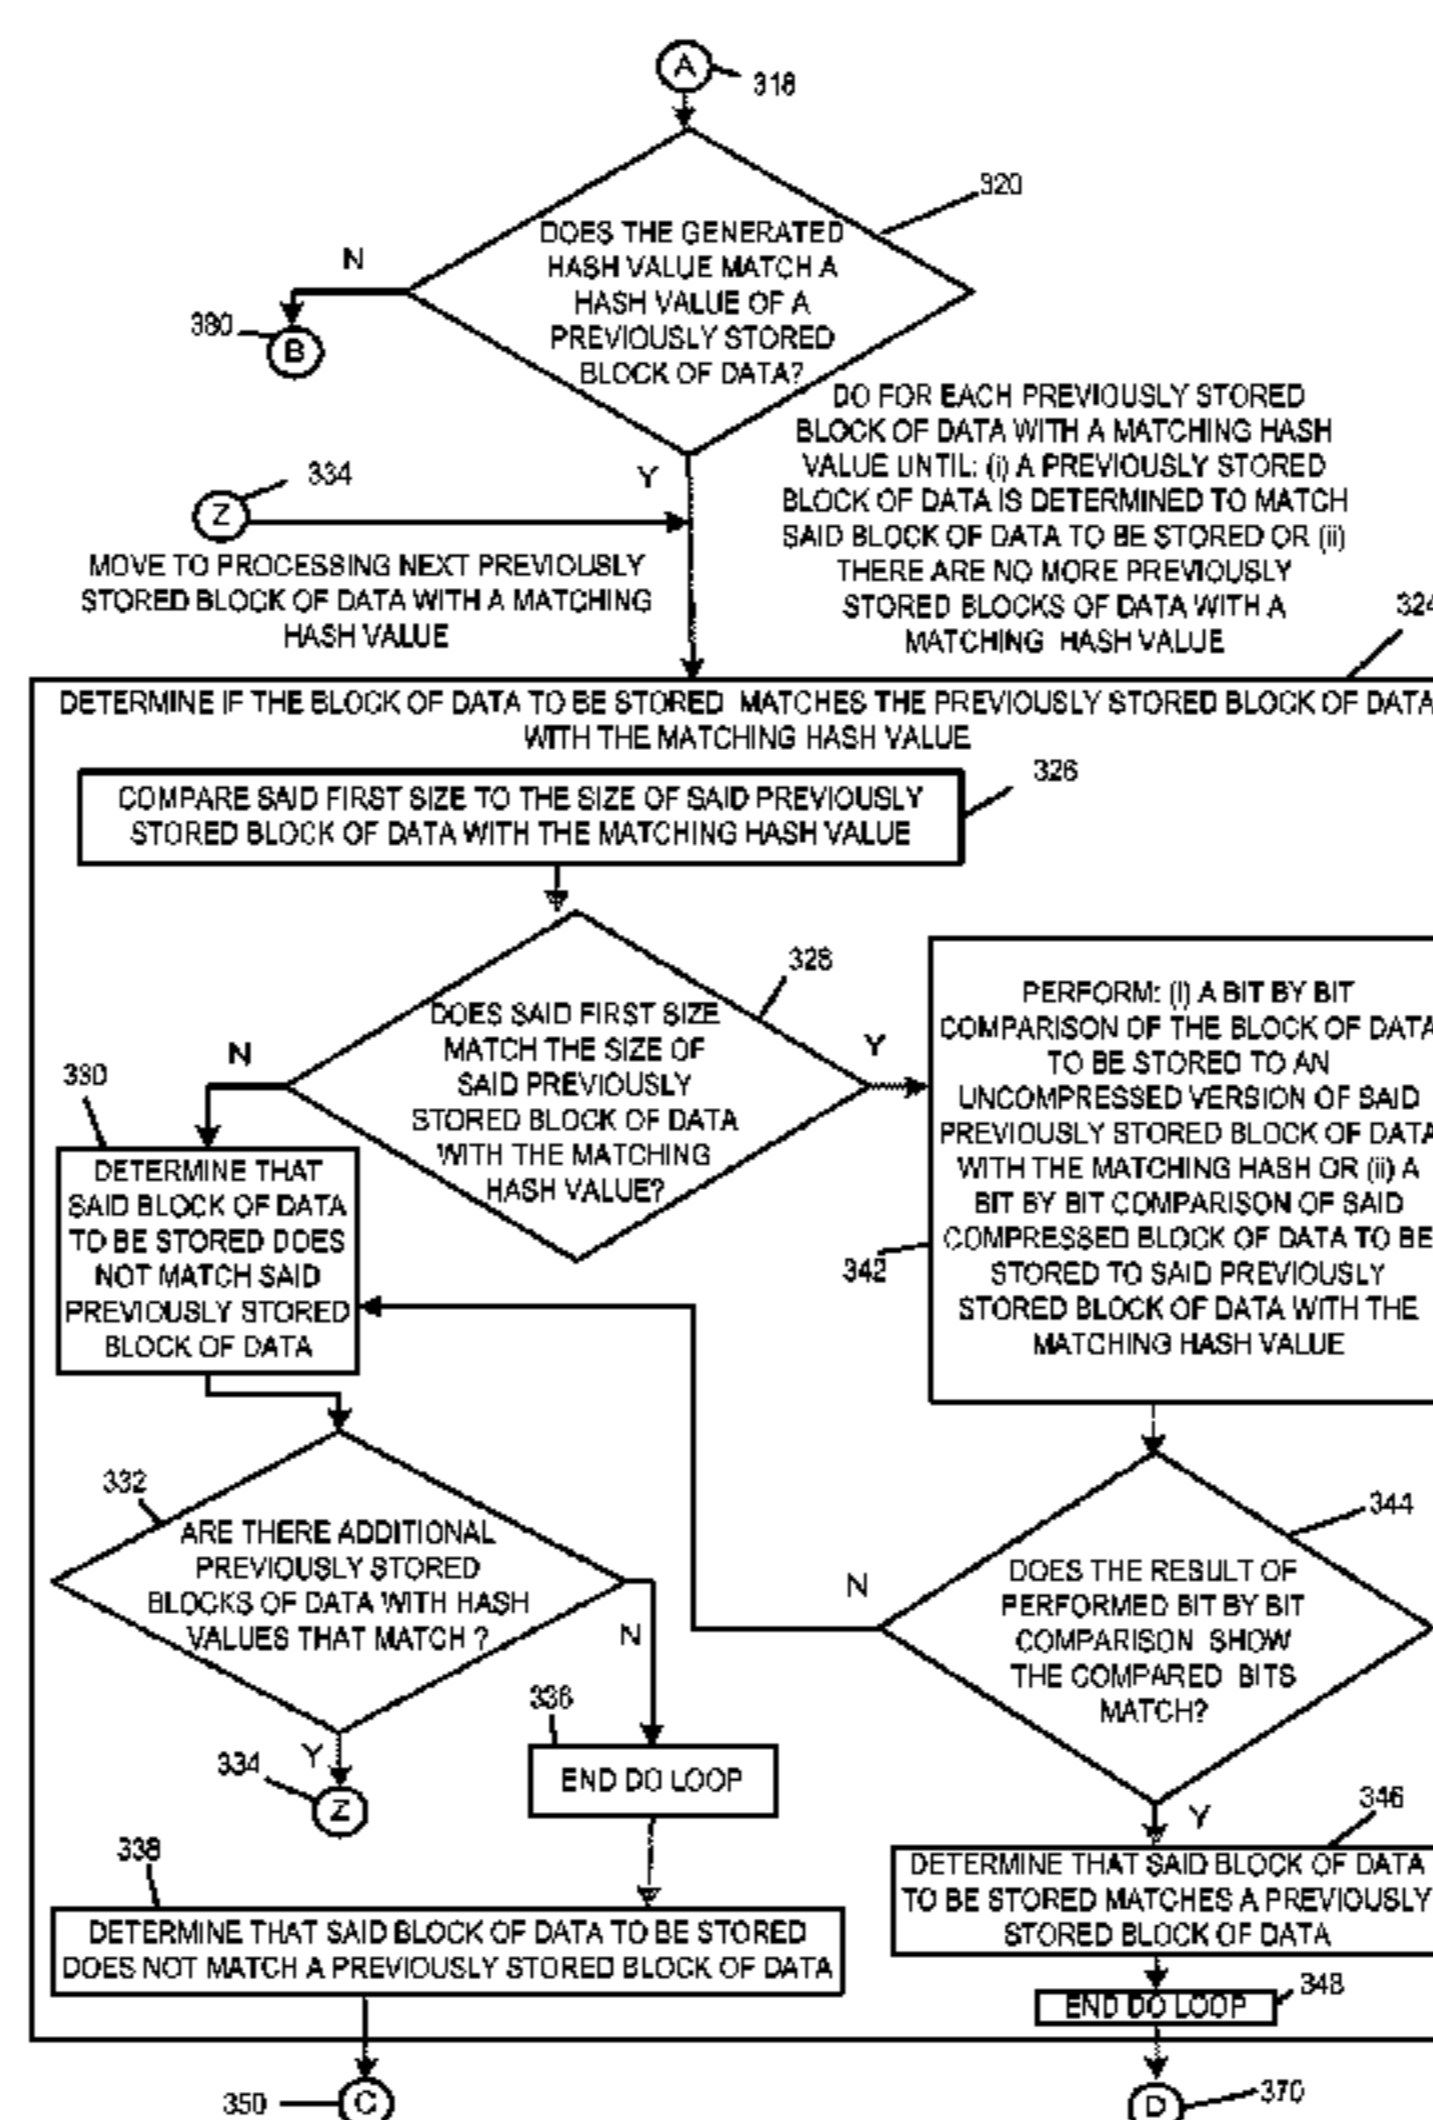 A
318
320
DOES THE GENERATED
HASH VALUE MATCH A
HASH VALUE OF A
PREVIOUSLY STORED
BLOCK OF DATA?
N
380
B
Y
DO FOR EACH PREVIOUSLY STORED
BLOCK OF DATA WITH A MATCHING HASH
VALUE UNTIL: (i) A PREVIOUSLY STORED
BLOCK OF DATA IS DETERMINED TO MATCH
SAID BLOCK OF DATA TO BE STORED OR (ii)
THERE ARE NO MORE PREVIOUSLY
STORED BLOCKS OF DATA WITH A
MATCHING HASH VALUE
334
Z
MOVE TO PROCESSING NEXT PREVIOUSLY
STORED BLOCK OF DATA WITH A MATCHING
HASH VALUE
324
DETERMINE IF THE BLOCK OF DATA TO BE STORED MATCHES THE PREVIOUSLY STORED BLOCK OF DATA
WITH THE MATCHING HASH VALUE
326
COMPARE SAID FIRST SIZE TO THE SIZE OF SAID PREVIOUSLY
STORED BLOCK OF DATA WITH THE MATCHING HASH VALUE
328
DOES SAID FIRST SIZE
MATCH THE SIZE OF
SAID PREVIOUSLY
STORED BLOCK OF DATA
WITH THE MATCHING
HASH VALUE?
N
Y
330
DETERMINE THAT
SAID BLOCK OF DATA
TO BE STORED DOES
NOT MATCH SAID
PREVIOUSLY STORED
BLOCK OF DATA
PERFORM: (I) A BIT BY BIT
COMPARISON OF THE BLOCK OF DATA
TO BE STORED TO AN
UNCOMPRESSED VERSION OF SAID
PREVIOUSLY STORED BLOCK OF DATA
WITH THE MATCHING HASH OR (ii) A
BIT BY BIT COMPARISON OF SAID
COMPRESSED BLOCK OF DATA TO BE
STORED TO SAID PREVIOUSLY
STORED BLOCK OF DATA WITH THE
MATCHING HASH VALUE
342
332
ARE THERE ADDITIONAL
PREVIOUSLY STORED
BLOCKS OF DATA WITH HASH
VALUES THAT MATCH ?
N
Y
334
Z
336
END DO LOOP
344
DOES THE RESULT OF
PERFORMED BIT BY BIT
COMPARISON SHOW
THE COMPARED BITS
MATCH?
N
Y
338
DETERMINE THAT SAID BLOCK OF DATA TO BE STORED
DOES NOT MATCH A PREVIOUSLY STORED BLOCK OF DATA
346
DETERMINE THAT SAID BLOCK OF DATA
TO BE STORED MATCHES A PREVIOUSLY
STORED BLOCK OF DATA
348
END DO LOOP
350
C
370
D